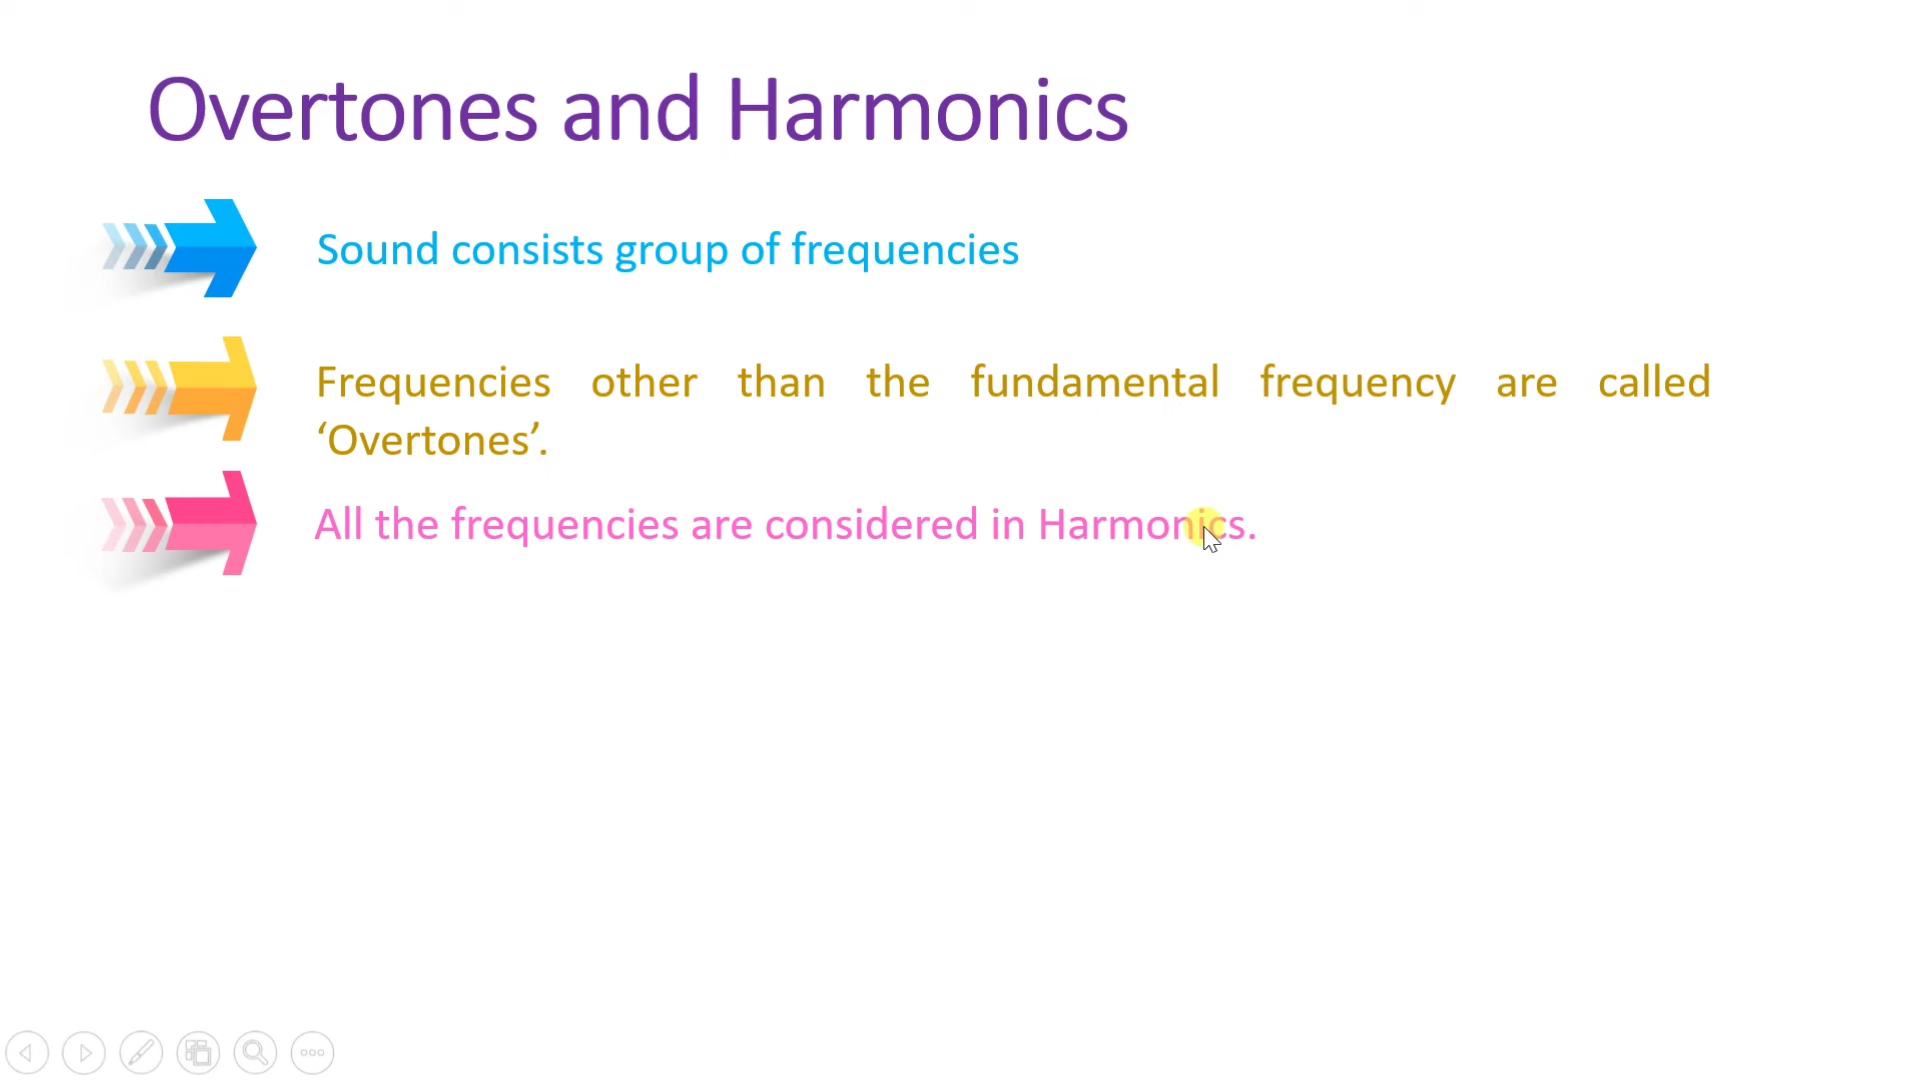 Overtones and Harmonics
Sound consists group of frequencies
Frequencies other than the fundamental frequency are called
‘Overtones’.
All the frequencies are considered in Harmonics.